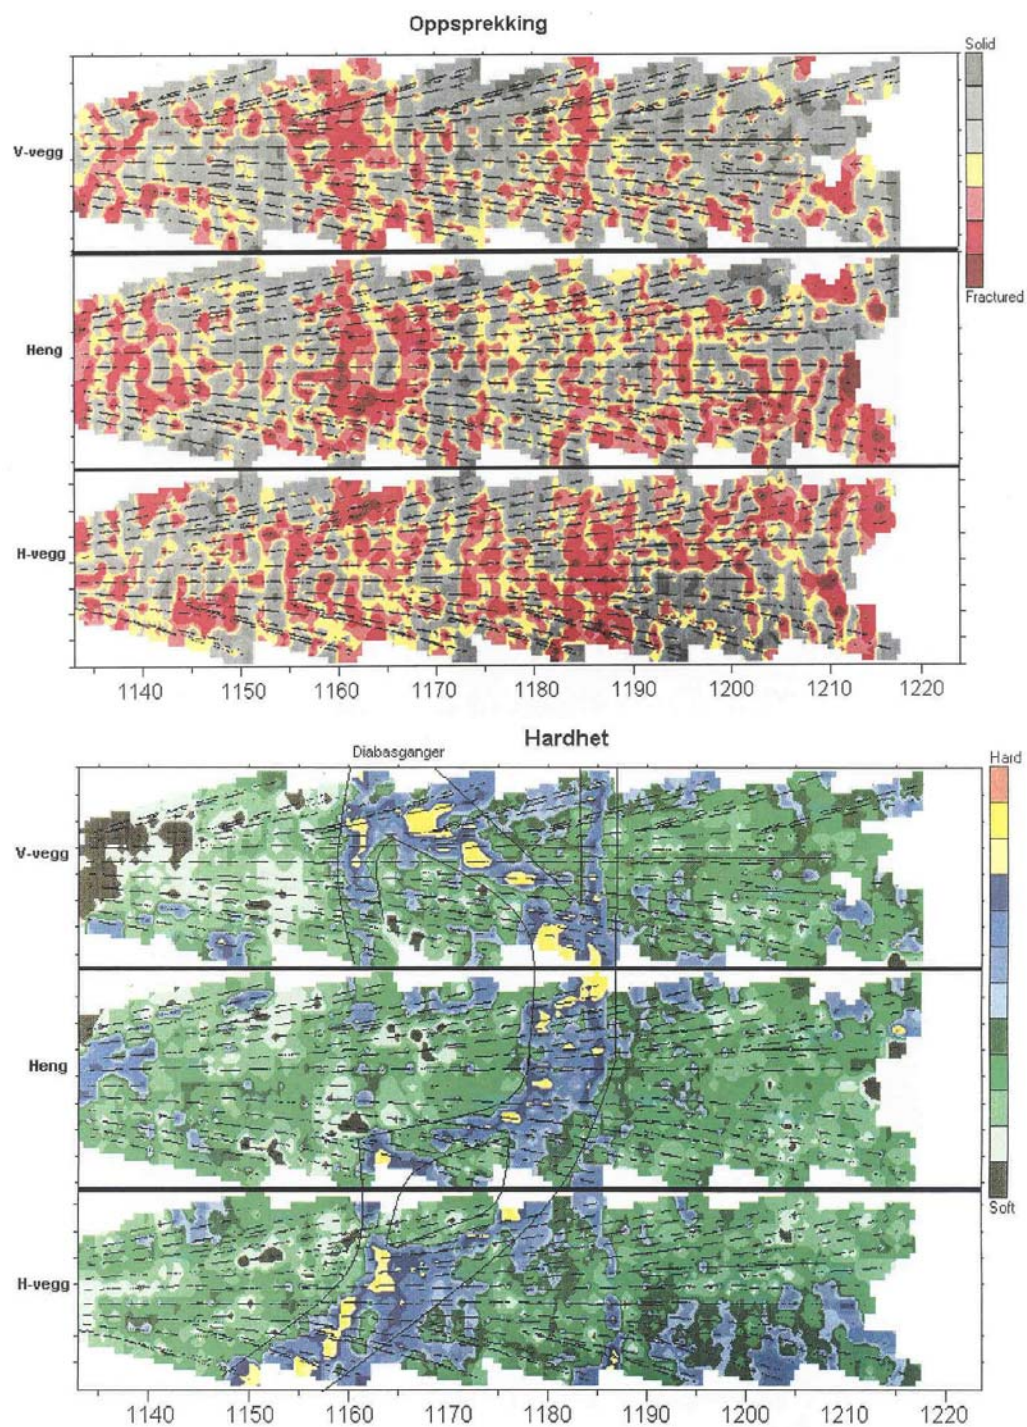 Oppsprekking
Solid
V-vegg
Heng
H-vegg
Fractured
1140 1150 1160 1170 1180 1190 1200 1210 1220
Hardhet
Diabasganger
Hard
V-vegg
Heng
H-vegg
Soft
1140 1150 1160 1170 1180 1190 1200 1210 1220